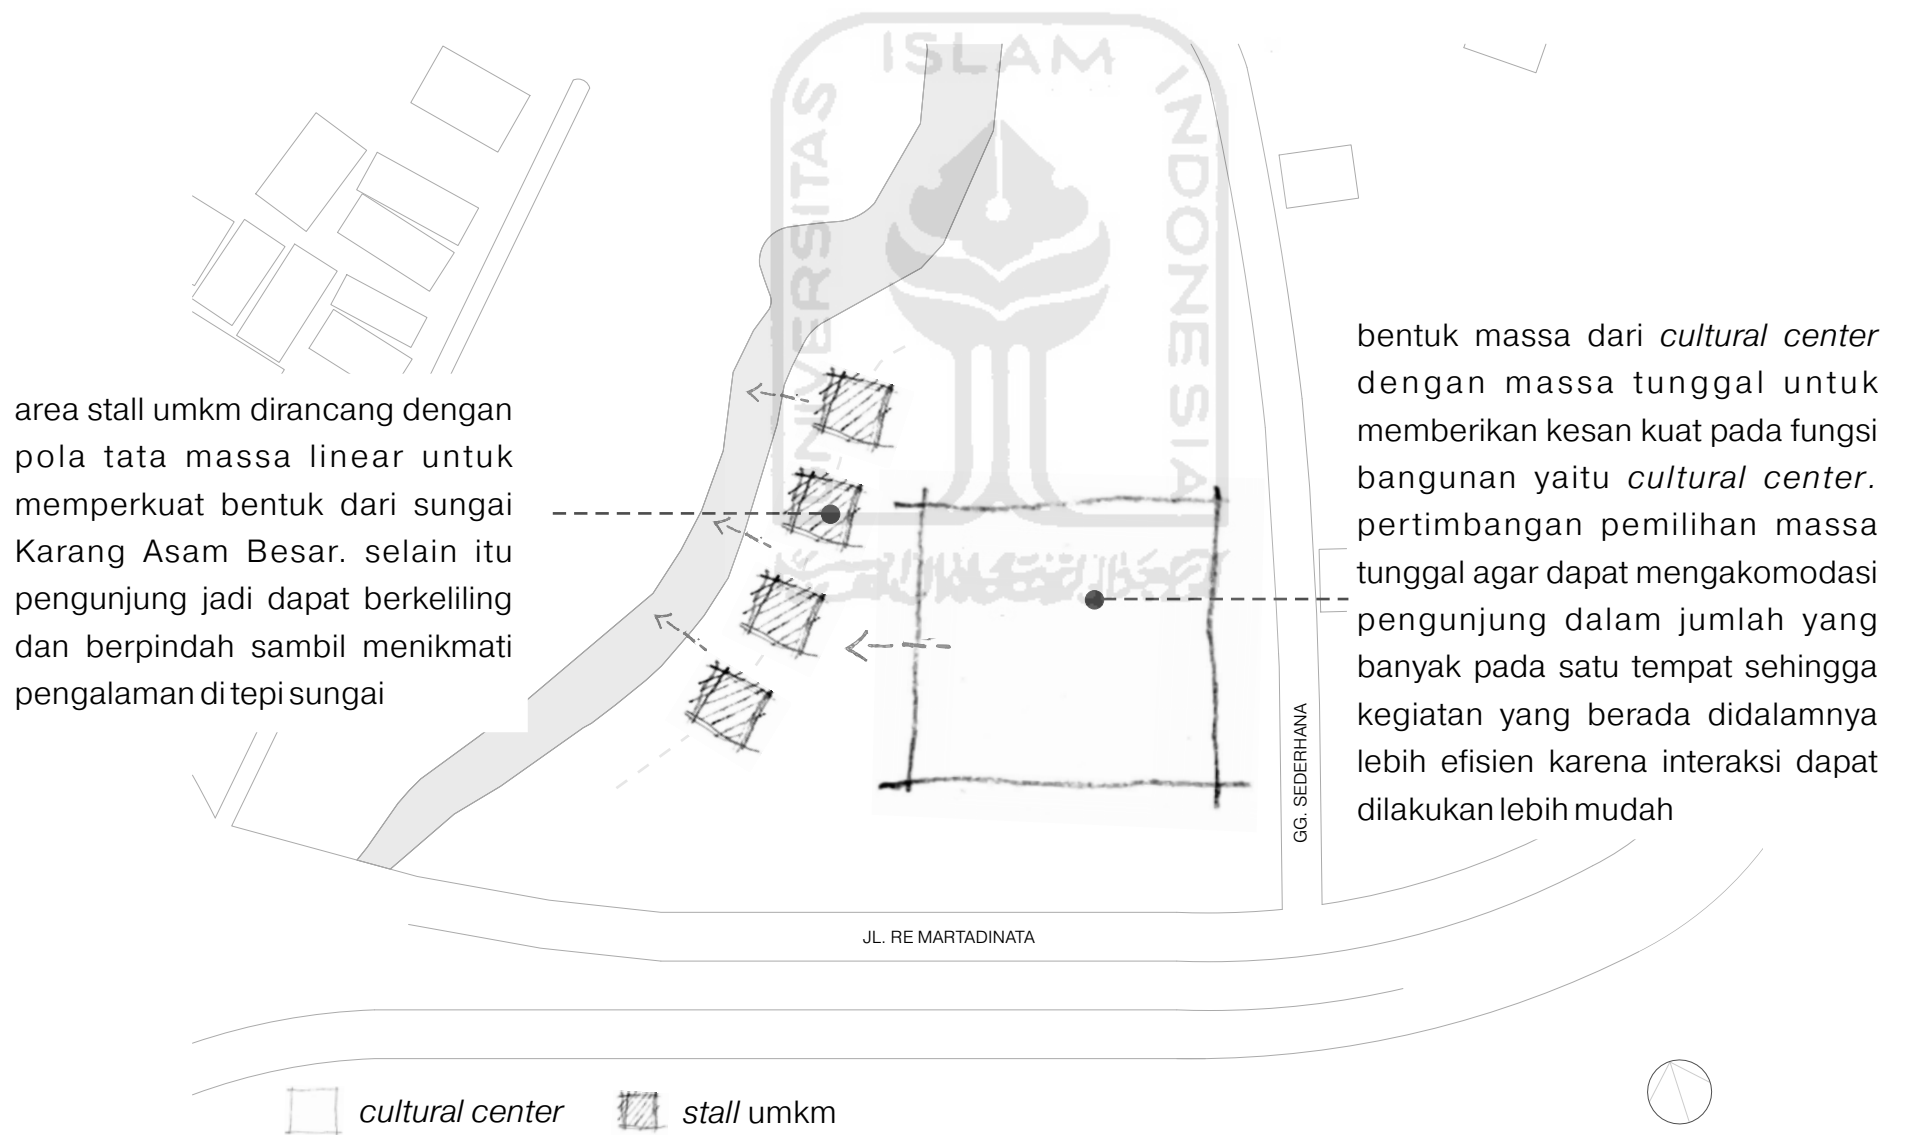 UNIVERSITAS
ISLAM
INDONESIA
area stall umkm dirancang dengan
pola tata massa linear untuk
memperkuat bentuk dari sungai
Karang Asam Besar. selain itu
pengunjung jadi dapat berkeliling
dan berpindah sambil menikmati
pengalaman di tepi sungai
bentuk massa dari cultural center
dengan massa tunggal untuk
memberikan kesan kuat pada fungsi
bangunan yaitu cultural center.
pertimbangan pemilihan massa
tunggal agar dapat mengakomodasi
pengunjung dalam jumlah yang
banyak pada satu tempat sehingga
kegiatan yang berada didalamnya
lebih efisien karena interaksi dapat
dilakukan lebih mudah
GG. SEDERHANA
JL. RE MARTADINATA
cultural center
stall umkm